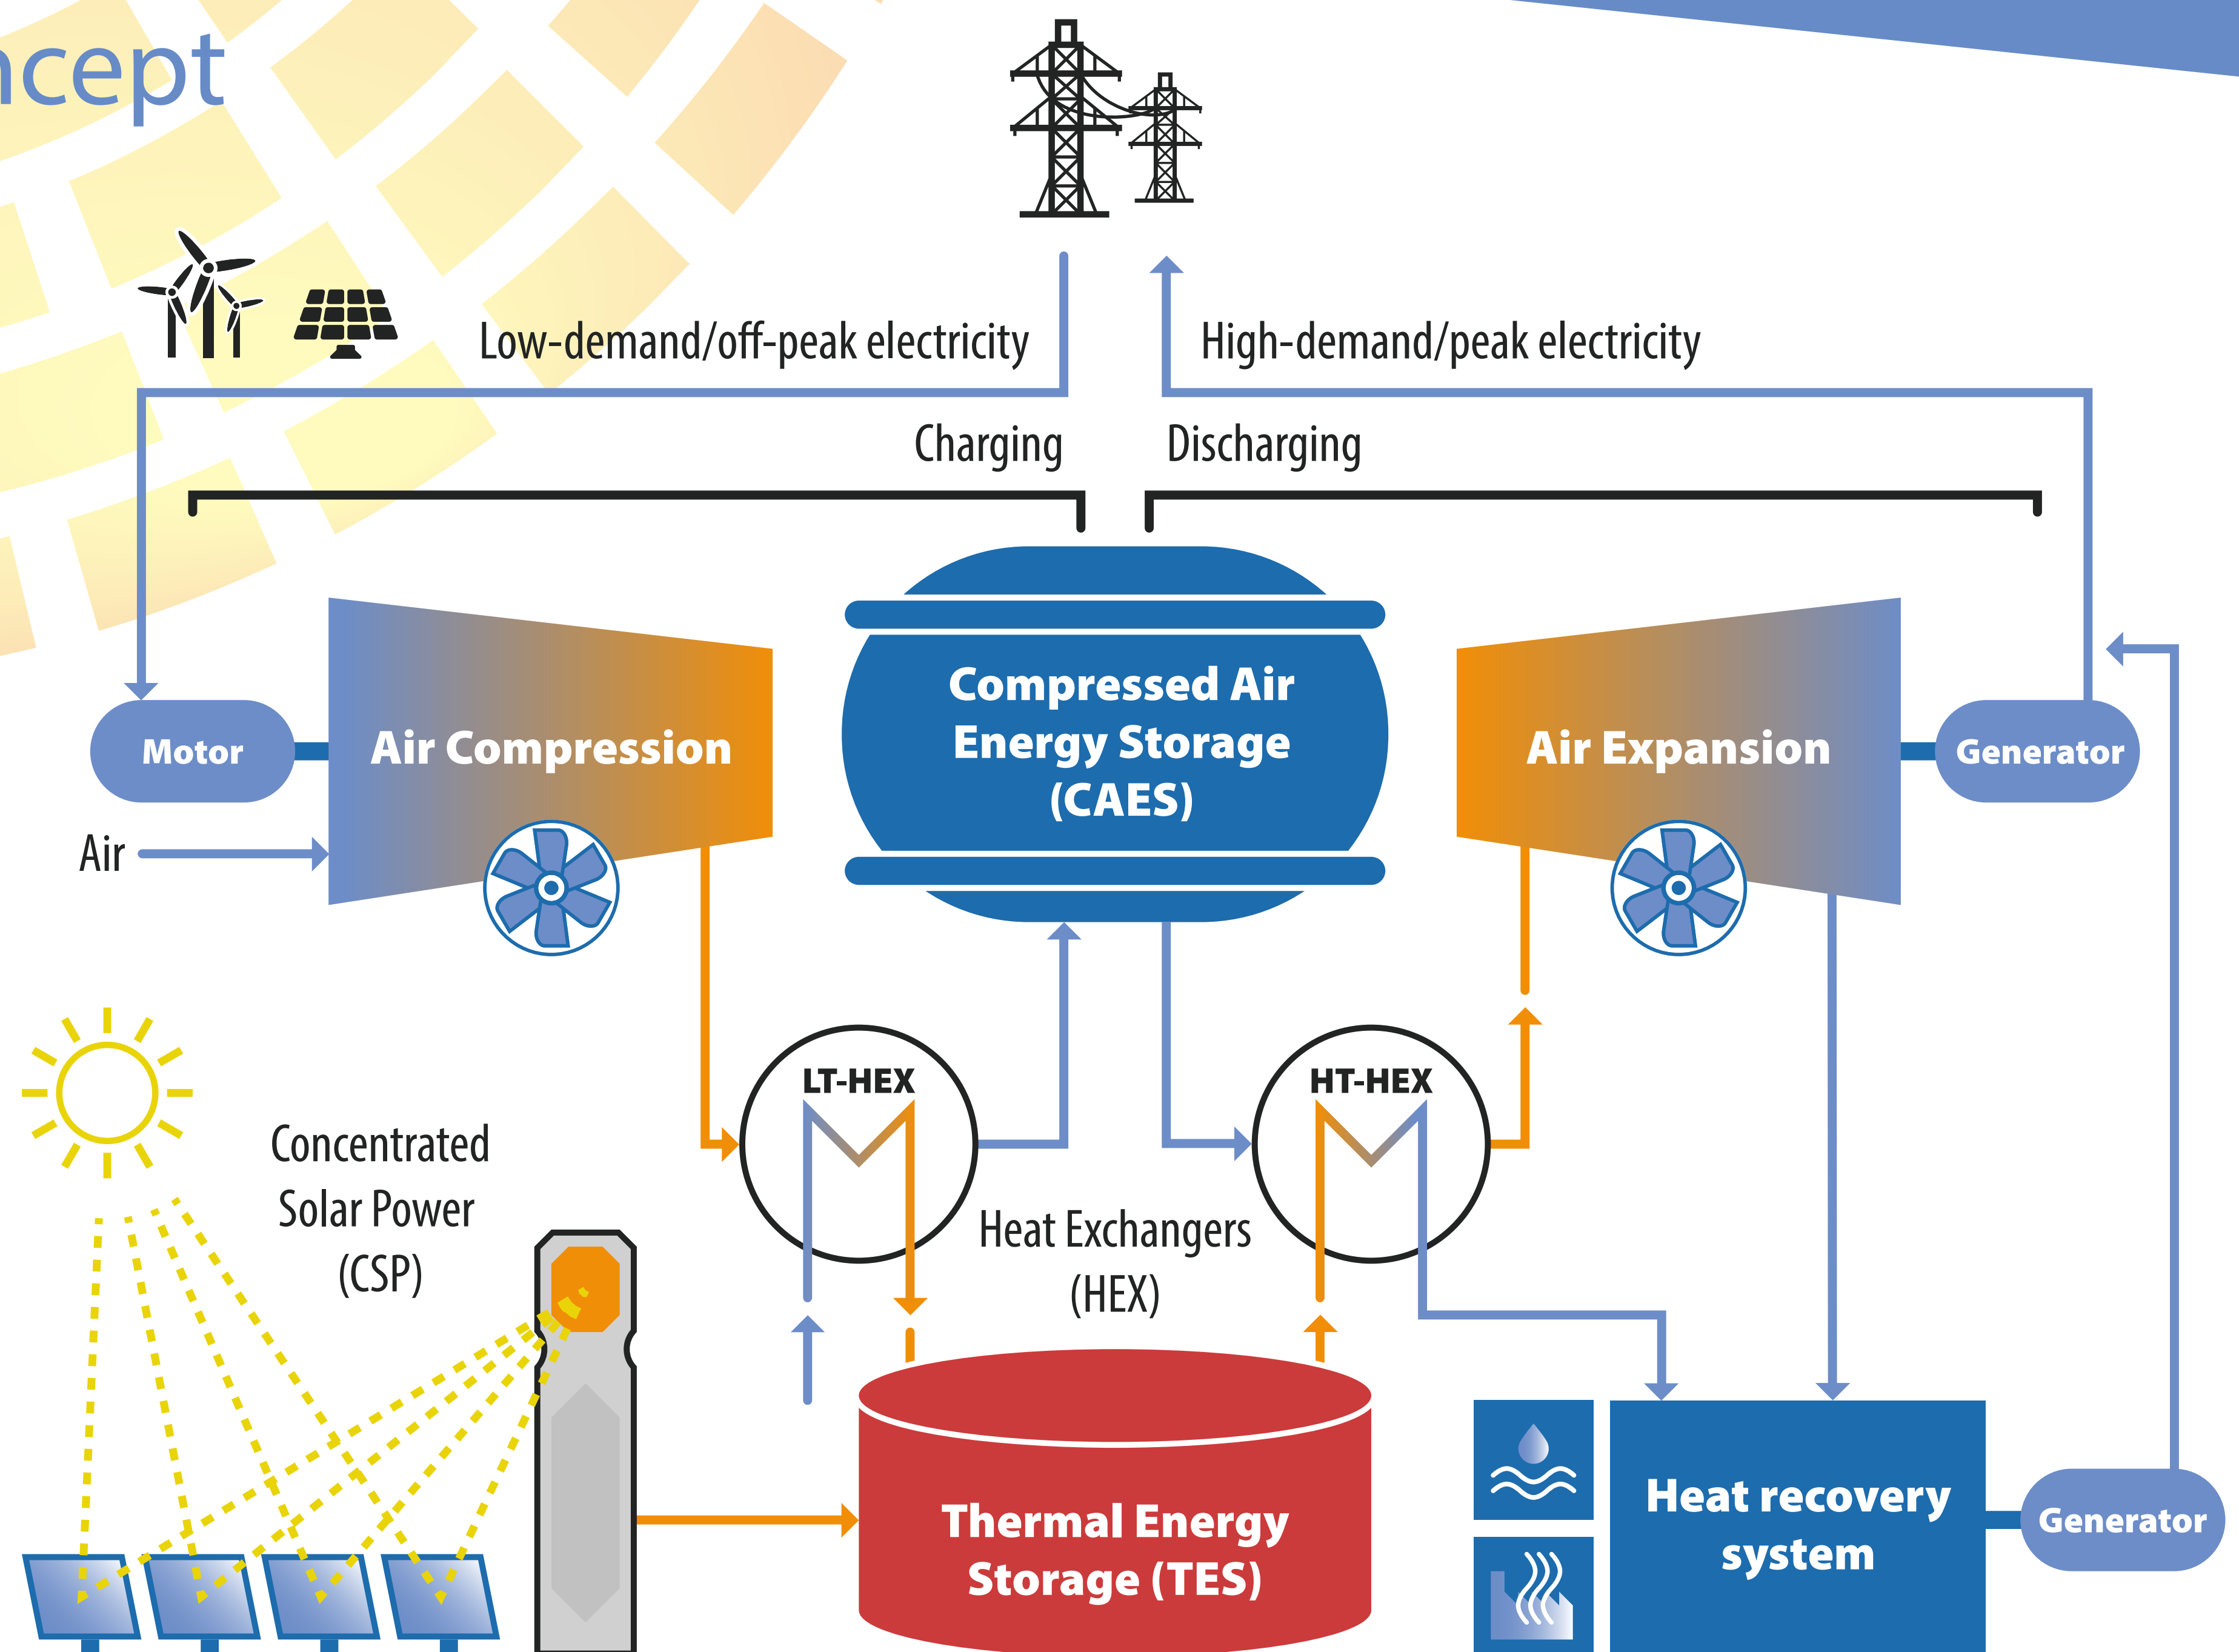 ncept
Low-demand/off-peak electricity
High-demand/peak electricity
Charging
Discharging
Compressed Air
Energy Storage
(CAES)
Motor
Air Compression
Air Expansion
Generator
Air
LT-HEX
HT-HEX
Concentrated
Solar Power
(CSP)
Heat Exchangers
(HEX)
Thermal Energy
Storage (TES)
Heat recovery
system
Generator